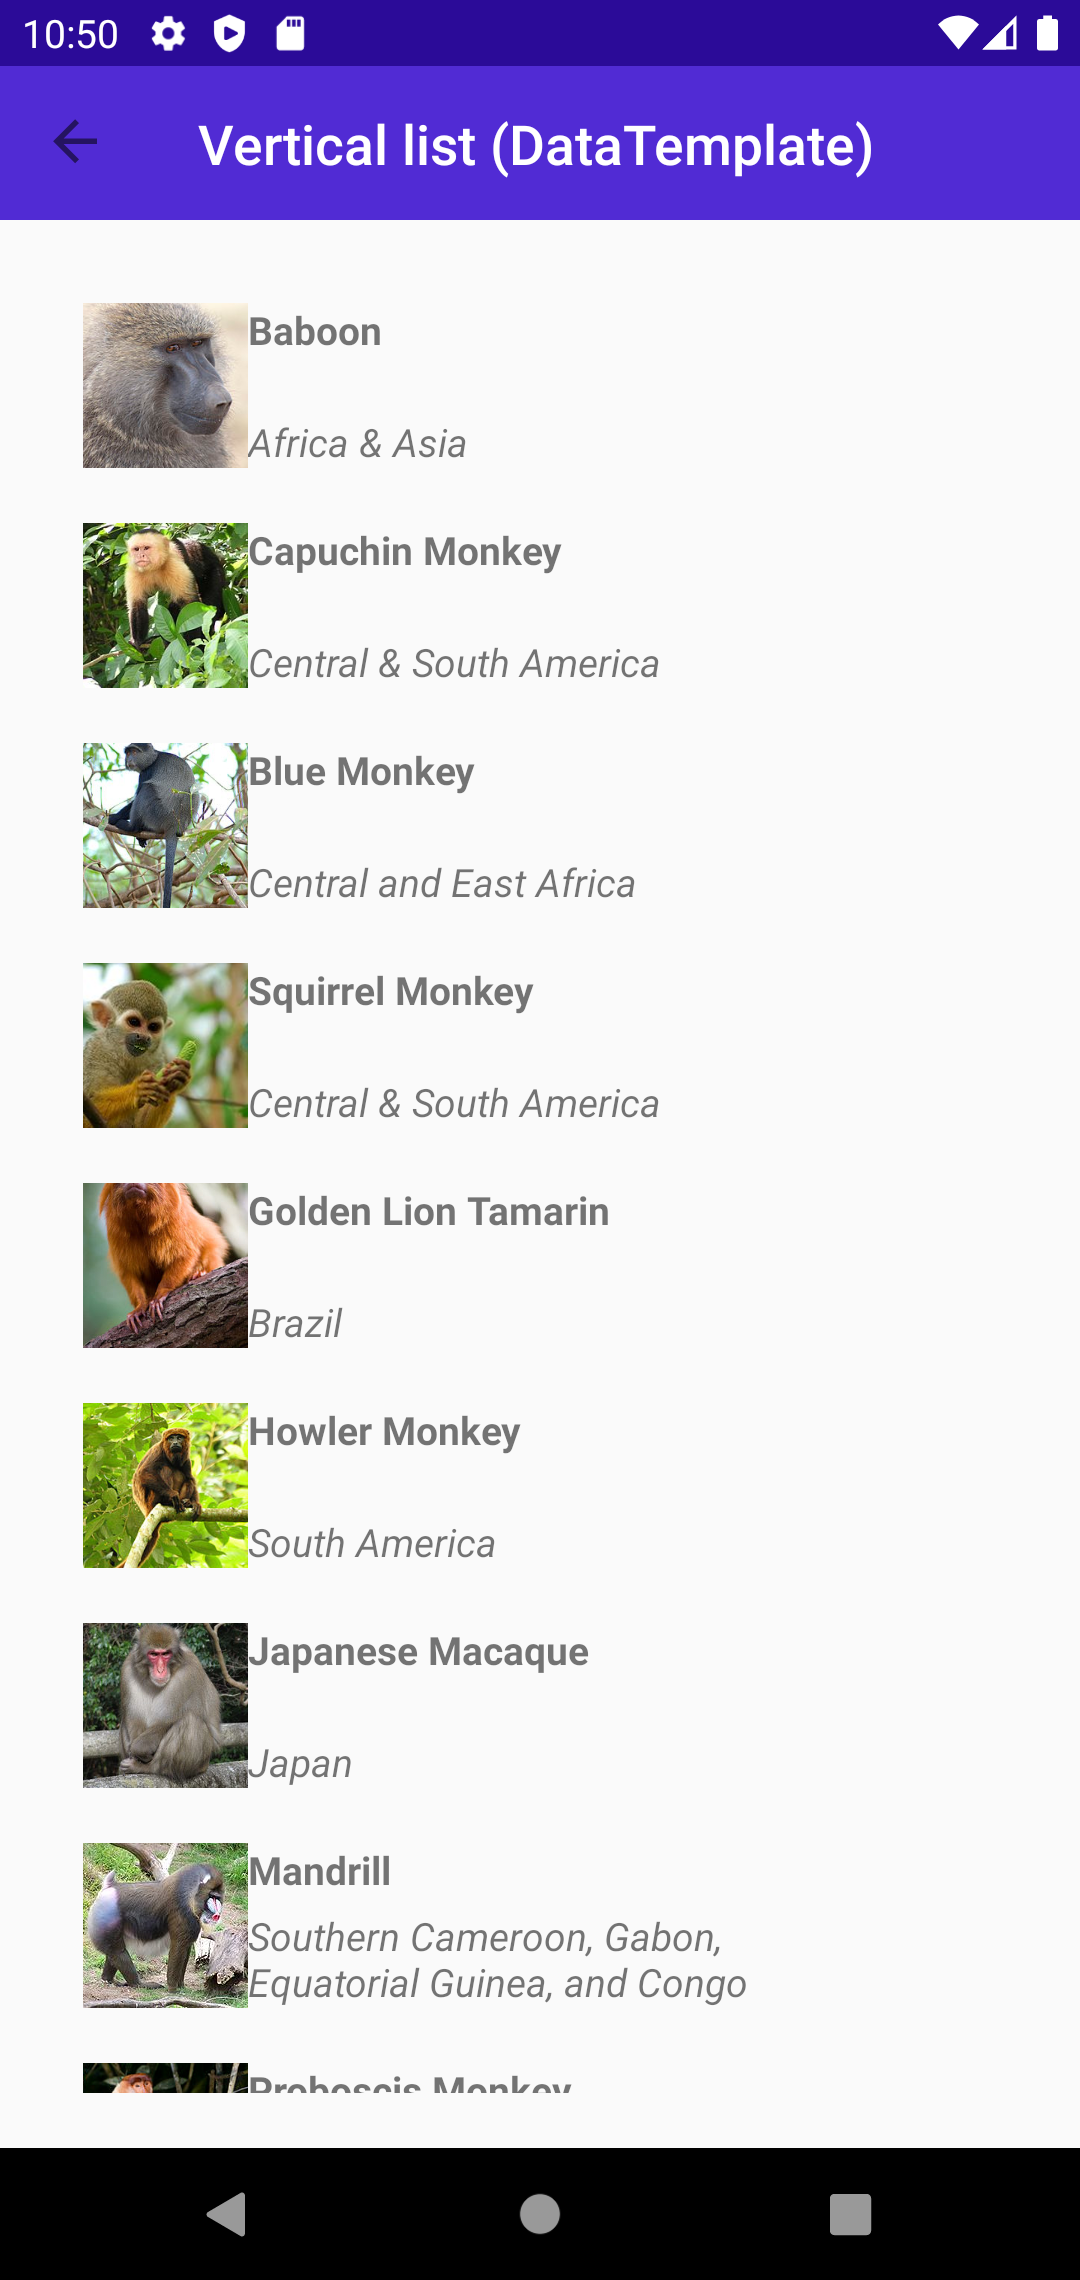 10:50
Vertical list (DataTemplate)
Baboon
Africa & Asia
Capuchin Monkey
Central & South America
Blue Monkey
Central and East Africa
Squirrel Monkey
Central & South America
Golden Lion Tamarin
Brazil
Howler Monkey
South America
Japanese Macaque
Japan
Mandrill
Southern Cameroon, Gabon,
Equatorial Guinea, and Congo
Proboscis Monkey